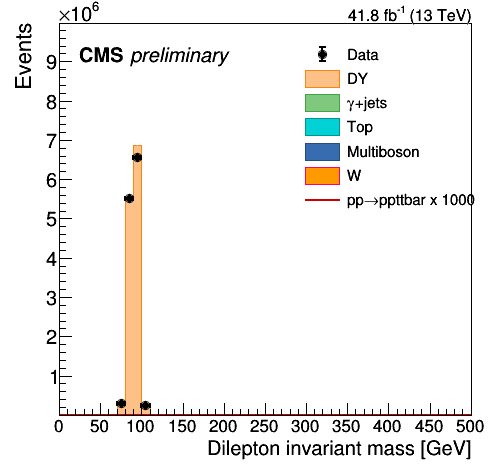 ×10⁶
41.8 fb⁻¹ (13 TeV)
Events
CMS preliminary
Data
DY
γ+jets
Top
Multiboson
W
pp→ppttbar x 1000
9
8
7
6
5
4
3
2
1
0 50 100 150 200 250 300 350 400 450 500
Dilepton invariant mass [GeV]